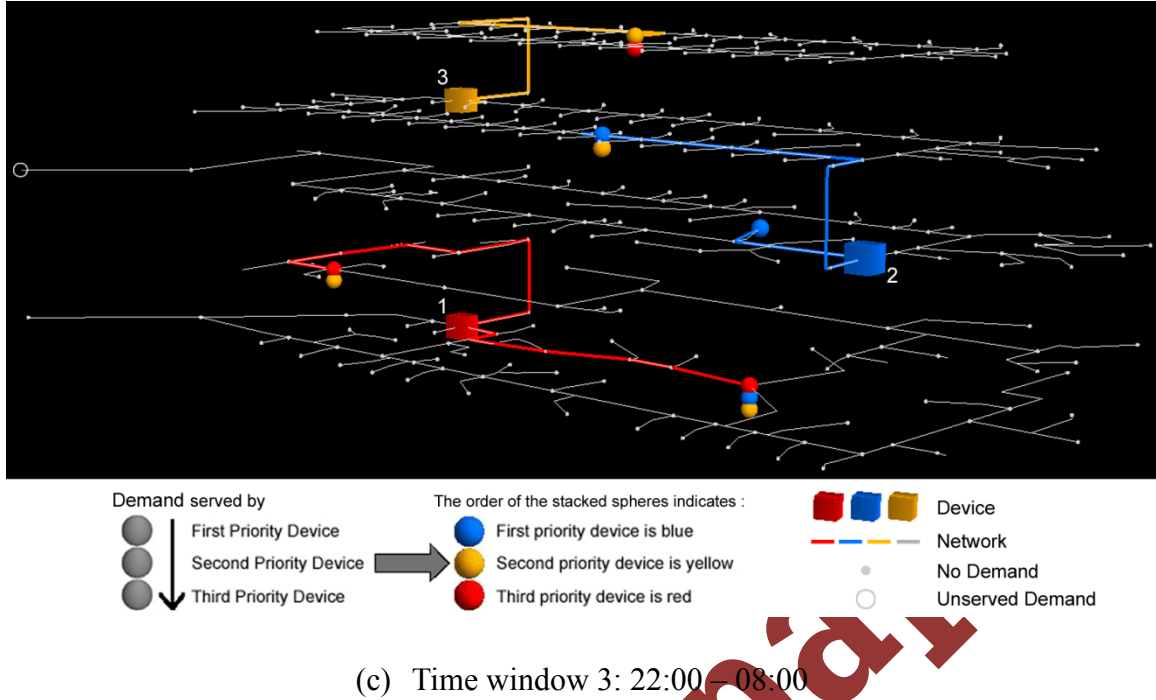 3
2
1
Demand served by
First Priority Device
Second Priority Device
Third Priority Device
The order of the stacked spheres indicates :
First priority device is blue
Second priority device is yellow
Third priority device is red
Device
Network
No Demand
Unserved Demand
(c) Time window 3: 22:00 – 08:00